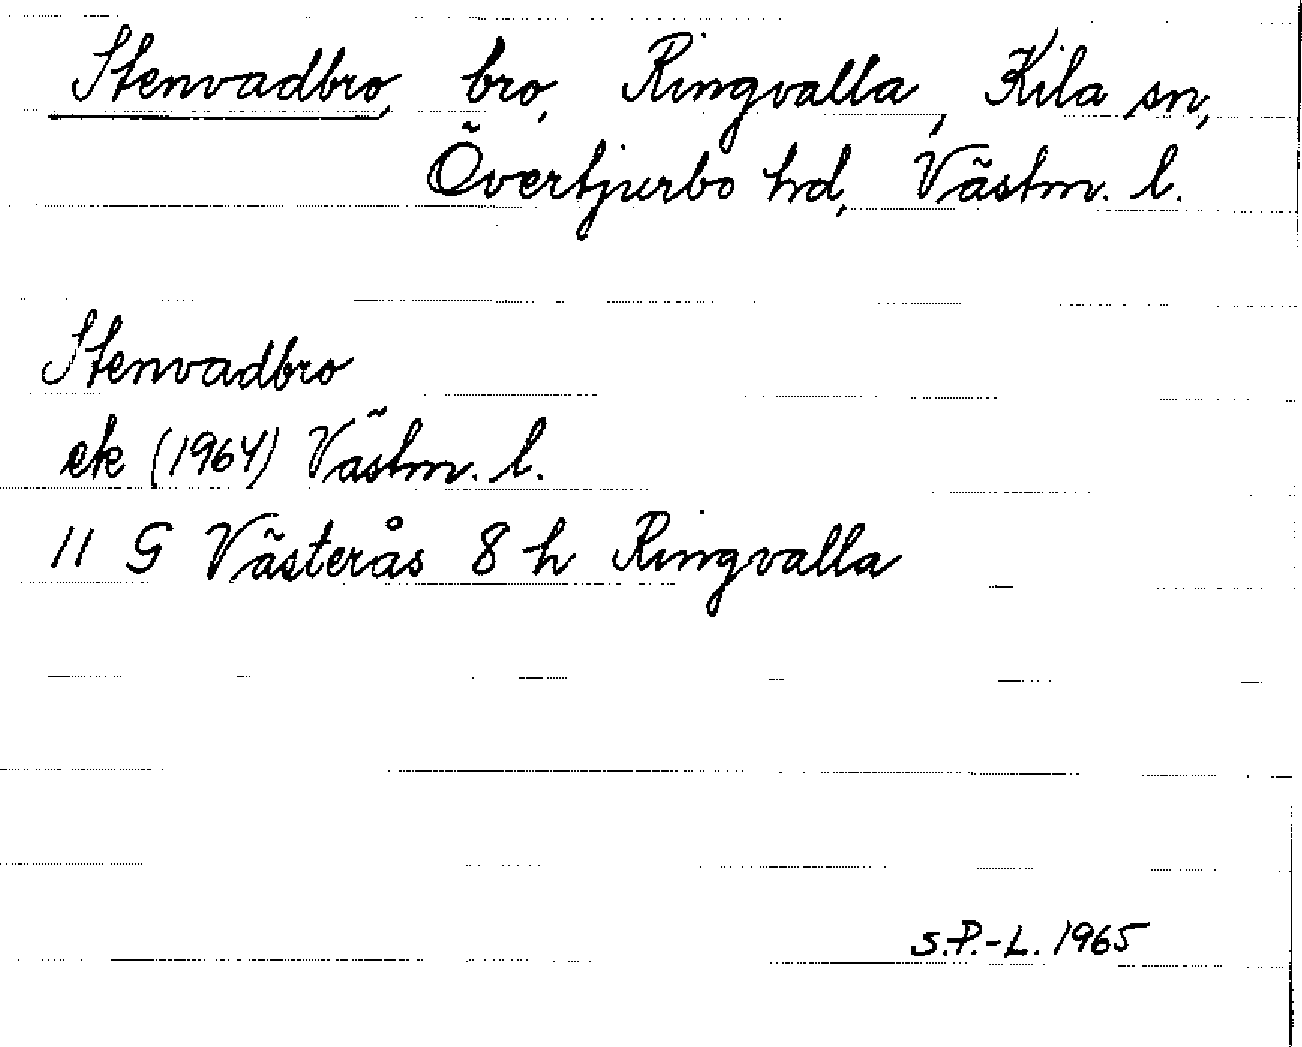 Stenvadbro, bro, Ringvalla, Kila sn,
Övertjurbo hd, Västm. l.
Stenvadbro
ek (1964) Västm. l.
11 G Västerås 8 h Ringvalla
S.P.-L. 1965